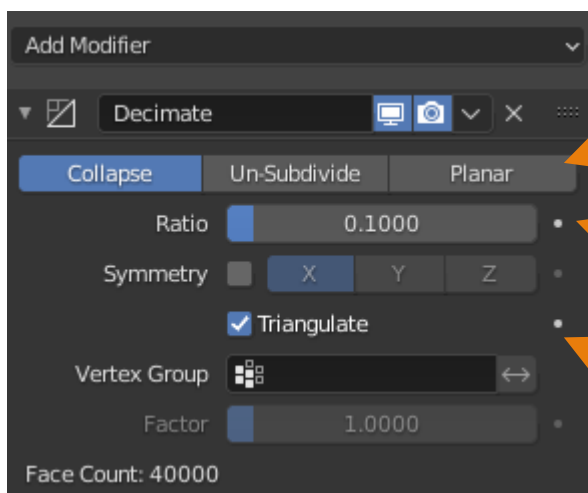 Add Modifier
Decimate
Collapse Un-Subdivide Planar
Ratio 0.1000
Symmetry X Y Z
Triangulate
Vertex Group
Factor 1.0000
Face Count: 40000